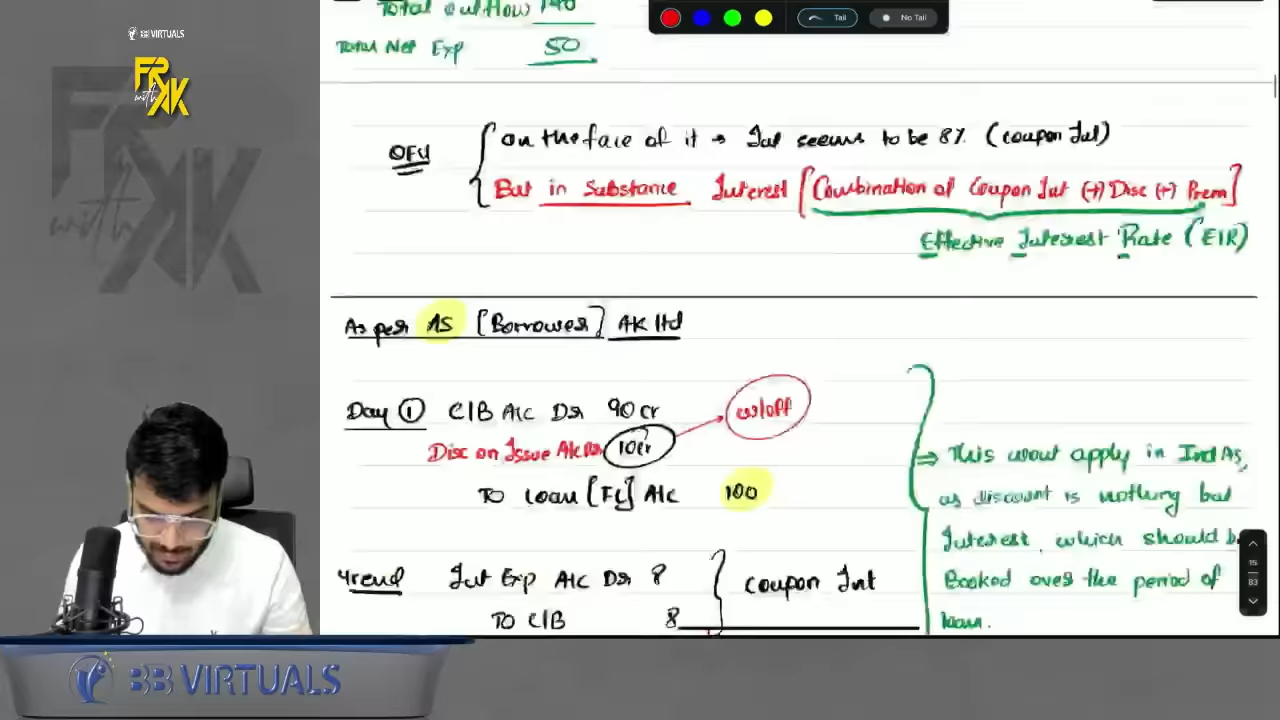 BB VIRTUALS
FR
with
AK
Total outflow 140
Total Net Exp 50
Tail
No Tail
OFU
On the face of it → Int seems to be 8% (Coupon Int)
But in Substance Interest [Combination of Coupon Int (+) Disc (+) Prem]
Effective Interest Rate (EIR)
As per AS [Borrower] AK ltd
Day ① C/B A/c Dr 90 cr
w/off
Disc on Issue A/c Dr 10cr
To Loan [FL] A/c 100
⇒ This wont apply in Ind As,
as discount is nothing but
Interest, which should b
Booked over the period of
loan.
Yrend Int Exp A/c Dr 8
Coupon Int
To C/B 8
15
83
BB VIRTUALS